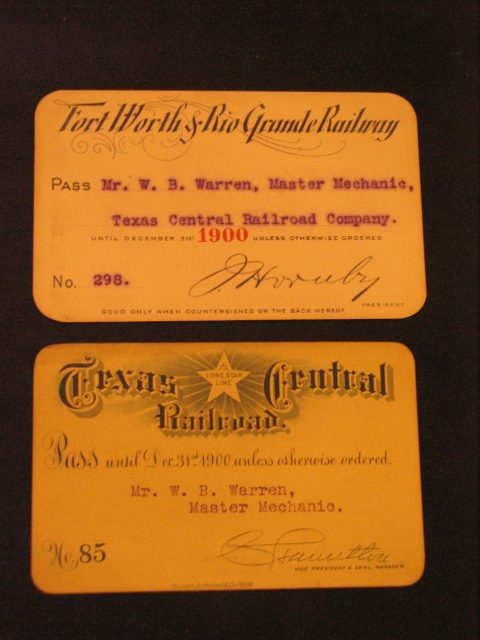 Fort Worth & Rio Grande Railway
PASS Mr. W. B. Warren, Master Mechanic,
Texas Central Railroad Company.
UNTIL DECEMBER 31ST 1900 UNLESS OTHERWISE ORDERED
No. 298.
J Hornby
PRESIDENT
GOOD ONLY WHEN COUNTERSIGNED ON THE BACK HEREOF
THE
LONE STAR
LINE
Texas Central
Railroad.
Pass until Dec. 31st 1900 unless otherwise ordered.
Mr. W. B. Warren,
Master Mechanic.
No. 85
VICE PRESIDENT & GENL. MANAGER